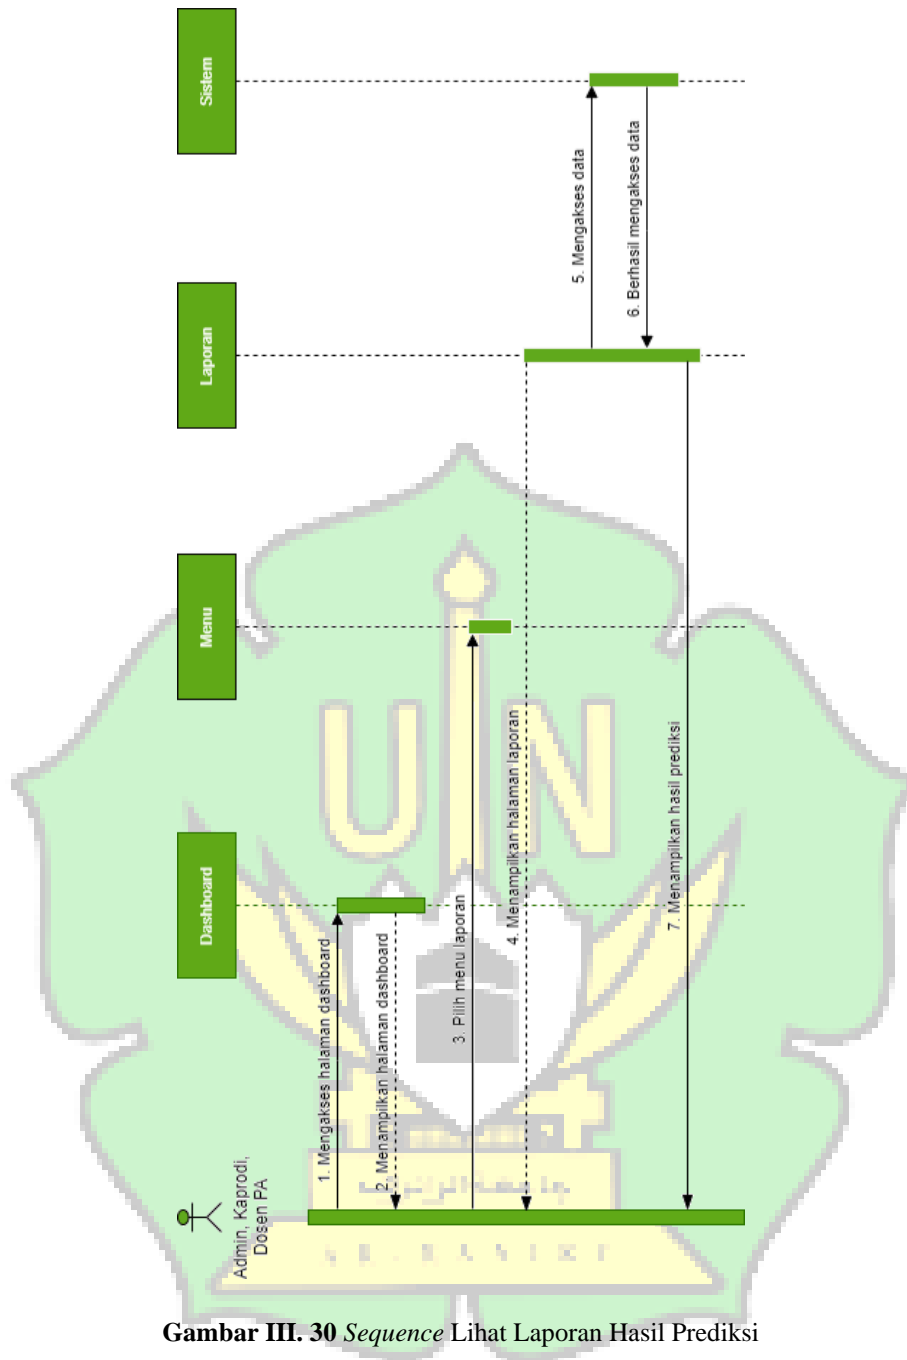 Admin, Kaprodi,
Dosen PA
Dashboard
Menu
Laporan
Sistem
1. Mengakses halaman dashboard
2. Menampilkan halaman dashboard
3. Pilih menu laporan
4. Menampilkan halaman laporan
5. Mengakses data
6. Berhasil mengakses data
7. Menampilkan hasil prediksi
UIN
Gambar III. 30 Sequence Lihat Laporan Hasil Prediksi